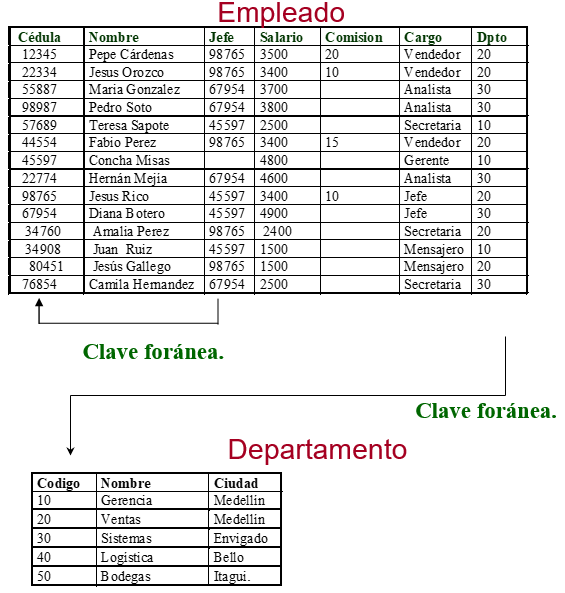 Empleado
Cédula Nombre Jefe Salario Comision Cargo Dpto
12345 Pepe Cárdenas 98765 3500 20 Vendedor 20
22334 Jesus Orozco 98765 3400 10 Vendedor 20
55887 Maria Gonzalez 67954 3700 Analista 30
98987 Pedro Soto 67954 3800 Analista 30
57689 Teresa Sapote 45597 2500 Secretaria 10
44554 Fabio Perez 98765 3400 15 Vendedor 20
45597 Concha Misas 4800 Gerente 10
22774 Hernán Mejía 67954 4600 Analista 30
98765 Jesus Rico 45597 3400 10 Jefe 20
67954 Diana Botero 45597 4900 Jefe 30
34760 Amalia Perez 98765 2400 Secretaria 20
34908 Juan Ruiz 45597 1500 Mensajero 10
80451 Jesús Gallego 98765 1500 Mensajero 20
76854 Camila Hernandez 67954 2500 Secretaria 30
Clave foránea.
Clave foránea.
Departamento
Codigo Nombre Ciudad
10 Gerencia Medellin
20 Ventas Medellin
30 Sistemas Envigado
40 Logistica Bello
50 Bodegas Itagui.